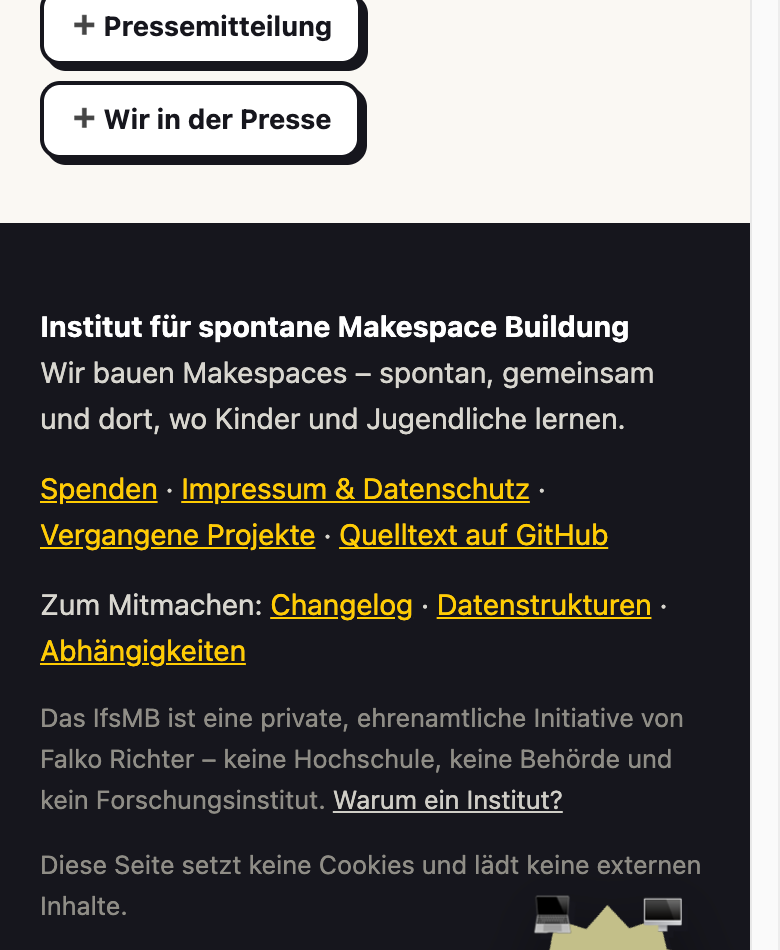 + Pressemitteilung
+ Wir in der Presse
Institut für spontane Makespace Buildung
Wir bauen Makespaces – spontan, gemeinsam
und dort, wo Kinder und Jugendliche lernen.
Spenden · Impressum & Datenschutz ·
Vergangene Projekte · Quelltext auf GitHub
Zum Mitmachen: Changelog · Datenstrukturen ·
Abhängigkeiten
Das IfsMB ist eine private, ehrenamtliche Initiative von
Falko Richter – keine Hochschule, keine Behörde und
kein Forschungsinstitut. Warum ein Institut?
Diese Seite setzt keine Cookies und lädt keine externen
Inhalte.